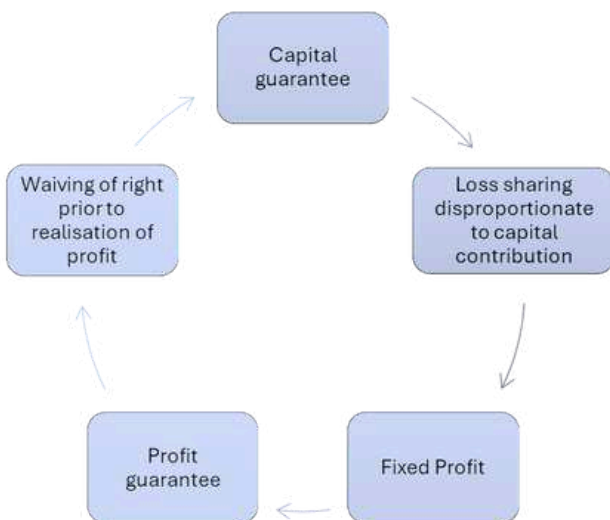 Capital
guarantee
Loss sharing
disproportionate
to capital
contribution
Fixed Profit
Profit
guarantee
Waiving of right
prior to
realisation of
profit